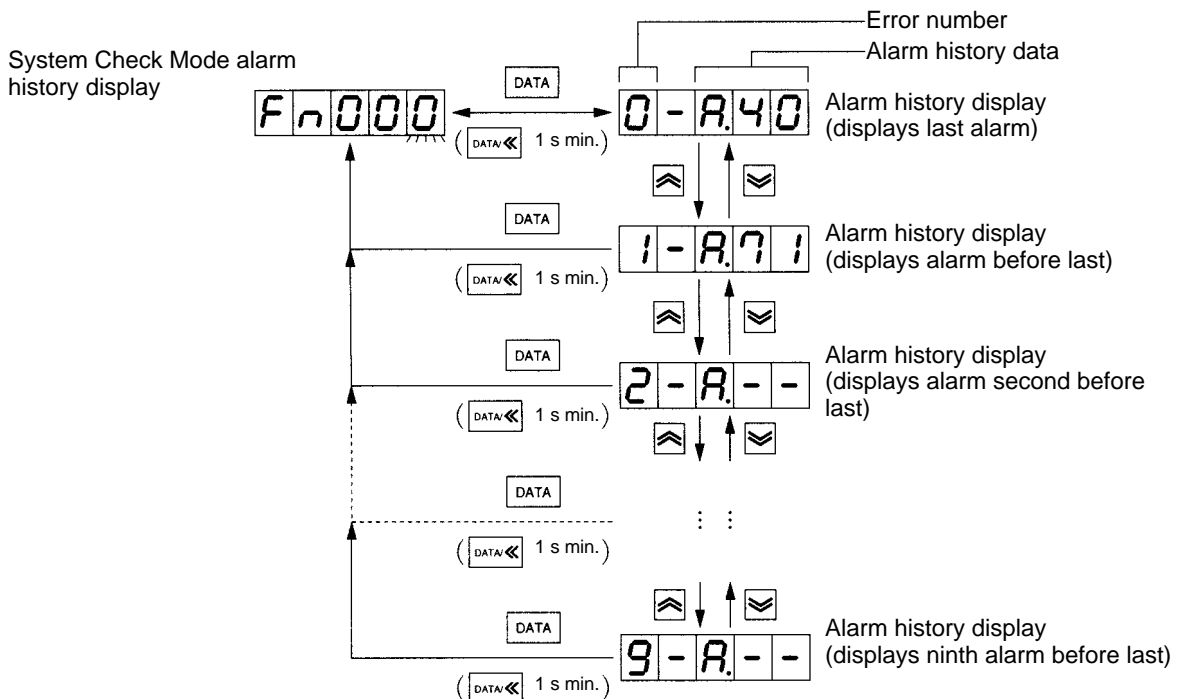 Error number
Alarm history data
System Check Mode alarm
history display
DATA
Fn000
0-A.40
Alarm history display
(displays last alarm)
(DATA/≪ 1 s min.)
DATA
1-A.71
Alarm history display
(displays alarm before last)
(DATA/≪ 1 s min.)
DATA
2-A.--
Alarm history display
(displays alarm second before
last)
(DATA/≪ 1 s min.)
DATA
(DATA/≪ 1 s min.)
DATA
9-A.--
Alarm history display
(displays ninth alarm before last)
(DATA/≪ 1 s min.)